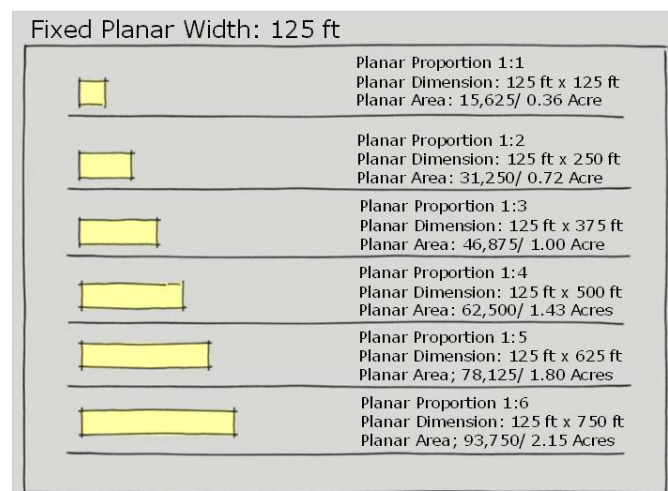 Fixed Planar Width: 125 ft
Planar Proportion 1:1
Planar Dimension: 125 ft x 125 ft
Planar Area: 15,625/ 0.36 Acre
Planar Proportion 1:2
Planar Dimension: 125 ft x 250 ft
Planar Area: 31,250/ 0.72 Acre
Planar Proportion 1:3
Planar Dimension: 125 ft x 375 ft
Planar Area: 46,875/ 1.00 Acre
Planar Proportion 1:4
Planar Dimension: 125 ft x 500 ft
Planar Area: 62,500/ 1.43 Acres
Planar Proportion 1:5
Planar Dimension: 125 ft x 625 ft
Planar Area; 78,125/ 1.80 Acres
Planar Proportion 1:6
Planar Dimension: 125 ft x 750 ft
Planar Area; 93,750/ 2.15 Acres